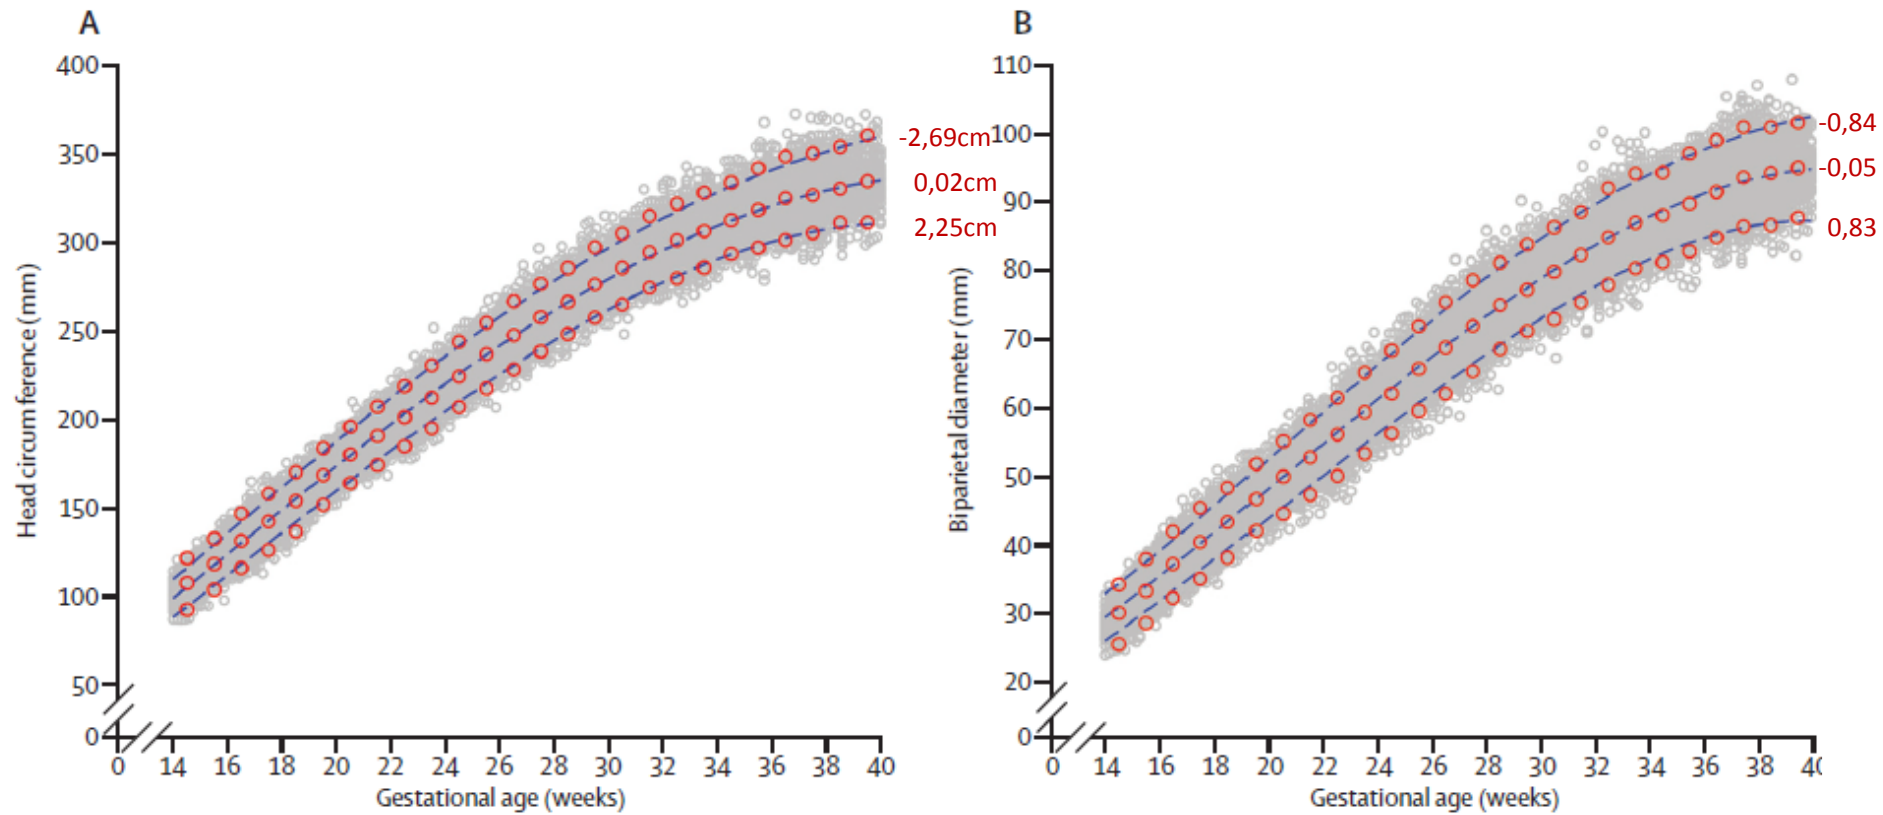 A
Head circumference (mm)
400
350
300
250
200
150
100
50
0
0 14 16 18 20 22 24 26 28 30 32 34 36 38 40
Gestational age (weeks)
-2,69cm
0,02cm
2,25cm
B
Biparietal diameter (mm)
110
100
90
80
70
60
50
40
30
20
0
0 14 16 18 20 22 24 26 28 30 32 34 36 38 40
Gestational age (weeks)
-0,84
-0,05
0,83